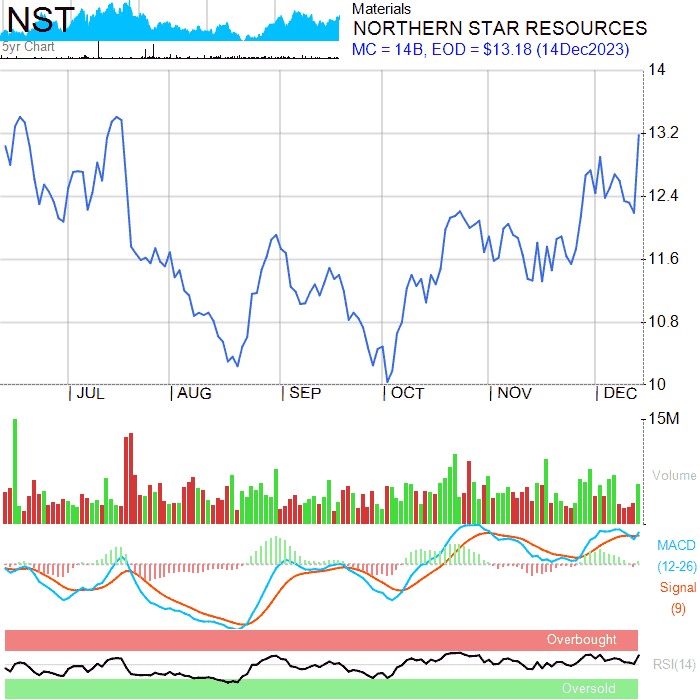 NST
5yr Chart
Materials
NORTHERN STAR RESOURCES
MC = 14B, EOD = $13.18 (14Dec2023)
14
13.2
12.4
11.6
10.8
10
JUL AUG SEP OCT NOV DEC
15M
Volume
MACD
(12-26)
Signal
(9)
Overbought
RSI(14)
Oversold